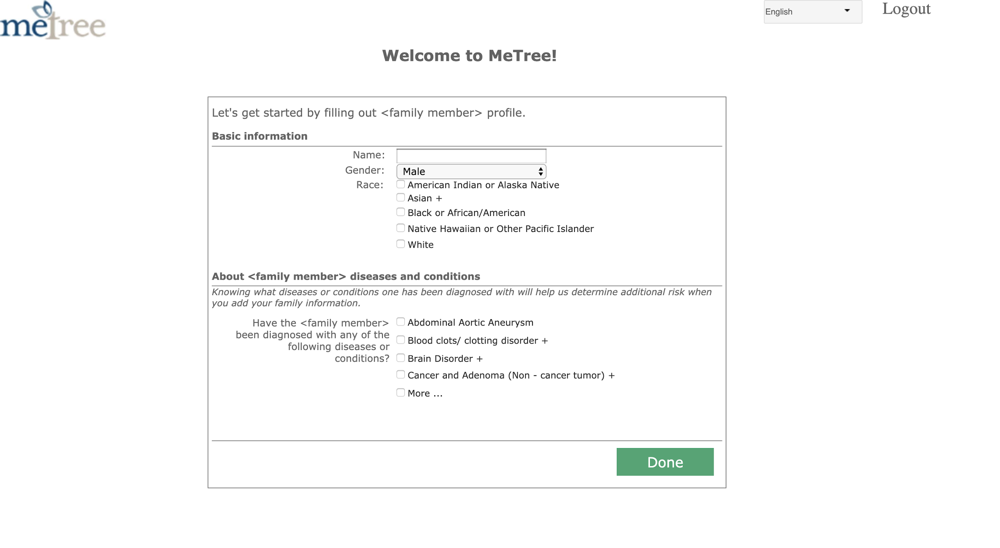 metree
English
Logout
Welcome to MeTree!
Let's get started by filling out <family member> profile.
Basic information
Name:
Gender: Male
Race: American Indian or Alaska Native
Asian +
Black or African/American
Native Hawaiian or Other Pacific Islander
White
About <family member> diseases and conditions
Knowing what diseases or conditions one has been diagnosed with will help us determine additional risk when
you add your family information.
Have the <family member>
been diagnosed with any of the
following diseases or
conditions?
Abdominal Aortic Aneurysm
Blood clots/ clotting disorder +
Brain Disorder +
Cancer and Adenoma (Non - cancer tumor) +
More ...
Done